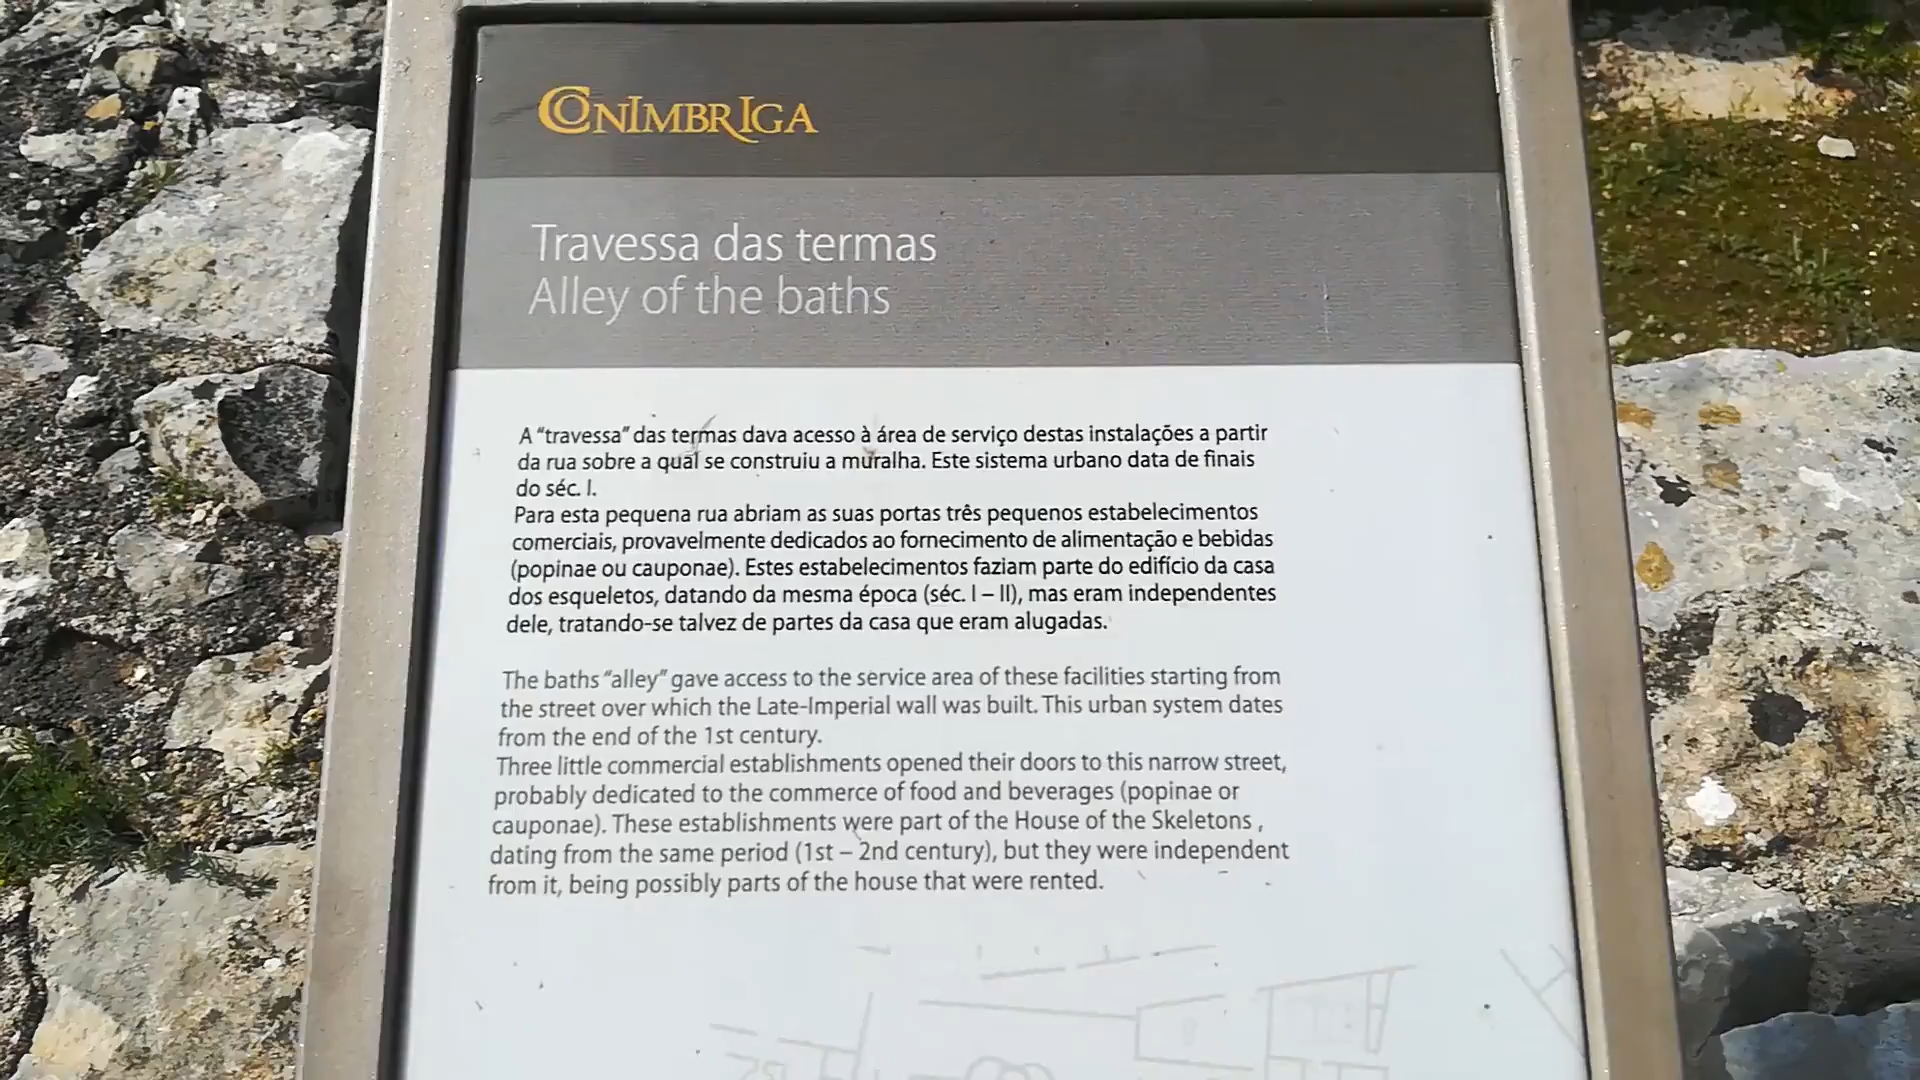 CONIMBRIGA
Travessa das termas
Alley of the baths
A “travessa” das termas dava acesso à área de serviço destas instalações a partir
da rua sobre a qual se construiu a muralha. Este sistema urbano data de finais
do séc. I.
Para esta pequena rua abriam as suas portas três pequenos estabelecimentos
comerciais, provavelmente dedicados ao fornecimento de alimentação e bebidas
(popinae ou cauponae). Estes estabelecimentos faziam parte do edifício da casa
dos esqueletos, datando da mesma época (séc. I – II), mas eram independentes
dele, tratando-se talvez de partes da casa que eram alugadas.
The baths “alley” gave access to the service area of these facilities starting from
the street over which the Late-Imperial wall was built. This urban system dates
from the end of the 1st century.
Three little commercial establishments opened their doors to this narrow street,
probably dedicated to the commerce of food and beverages (popinae or
cauponae). These establishments were part of the House of the Skeletons ,
dating from the same period (1st – 2nd century), but they were independent
from it, being possibly parts of the house that were rented.